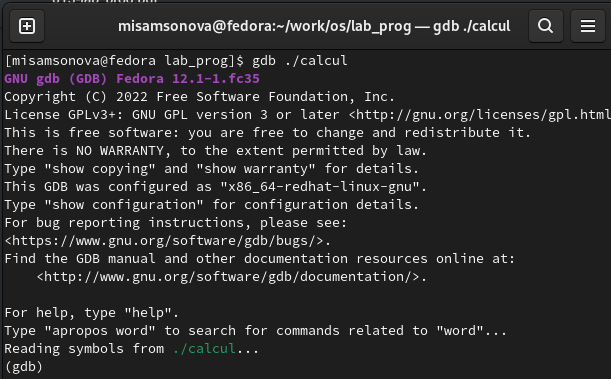 misamsonova@fedora:~/work/os/lab_prog — gdb ./calcul
[misamsonova@fedora lab_prog]$ gdb ./calcul
GNU gdb (GDB) Fedora 12.1-1.fc35
Copyright (C) 2022 Free Software Foundation, Inc.
License GPLv3+: GNU GPL version 3 or later <http://gnu.org/licenses/gpl.html
This is free software: you are free to change and redistribute it.
There is NO WARRANTY, to the extent permitted by law.
Type "show copying" and "show warranty" for details.
This GDB was configured as "x86_64-redhat-linux-gnu".
Type "show configuration" for configuration details.
For bug reporting instructions, please see:
<https://www.gnu.org/software/gdb/bugs/>.
Find the GDB manual and other documentation resources online at:
    <http://www.gnu.org/software/gdb/documentation/>.

For help, type "help".
Type "apropos word" to search for commands related to "word"...
Reading symbols from ./calcul...
(gdb)